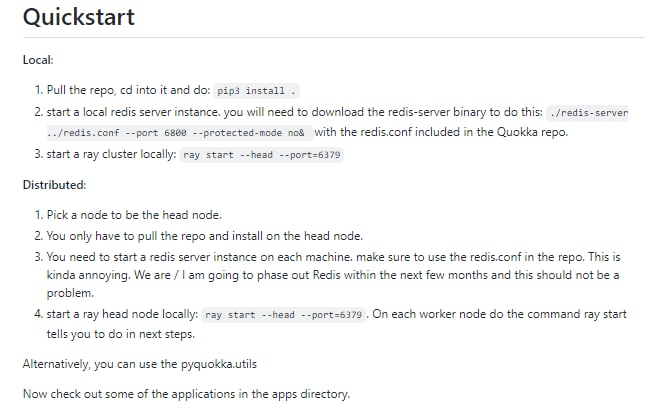 Quickstart
Local:
1. Pull the repo, cd into it and do: pip3 install .
2. start a local redis server instance. you will need to download the redis-server binary to do this: ./redis-server
../redis.conf --port 6800 --protected-mode no& with the redis.conf included in the Quokka repo.
3. start a ray cluster locally: ray start --head --port=6379
Distributed:
1. Pick a node to be the head node.
2. You only have to pull the repo and install on the head node.
3. You need to start a redis server instance on each machine. make sure to use the redis.conf in the repo. This is
kinda annoying. We are / I am going to phase out Redis within the next few months and this should not be a
problem.
4. start a ray head node locally: ray start --head --port=6379 . On each worker node do the command ray start
tells you to do in next steps.
Alternatively, you can use the pyquokka.utils
Now check out some of the applications in the apps directory.